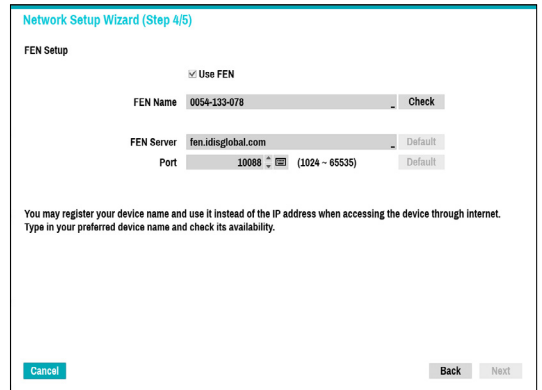 Network Setup Wizard (Step 4/5)
FEN Setup
Use FEN
FEN Name 0054-133-078 _ Check
FEN Server fen.idisglobal.com _ Default
Port 10088 (1024 ~ 65535) Default
You may register your device name and use it instead of the IP address when accessing the device through internet.
Type in your preferred device name and check its availability.
Cancel Back Next